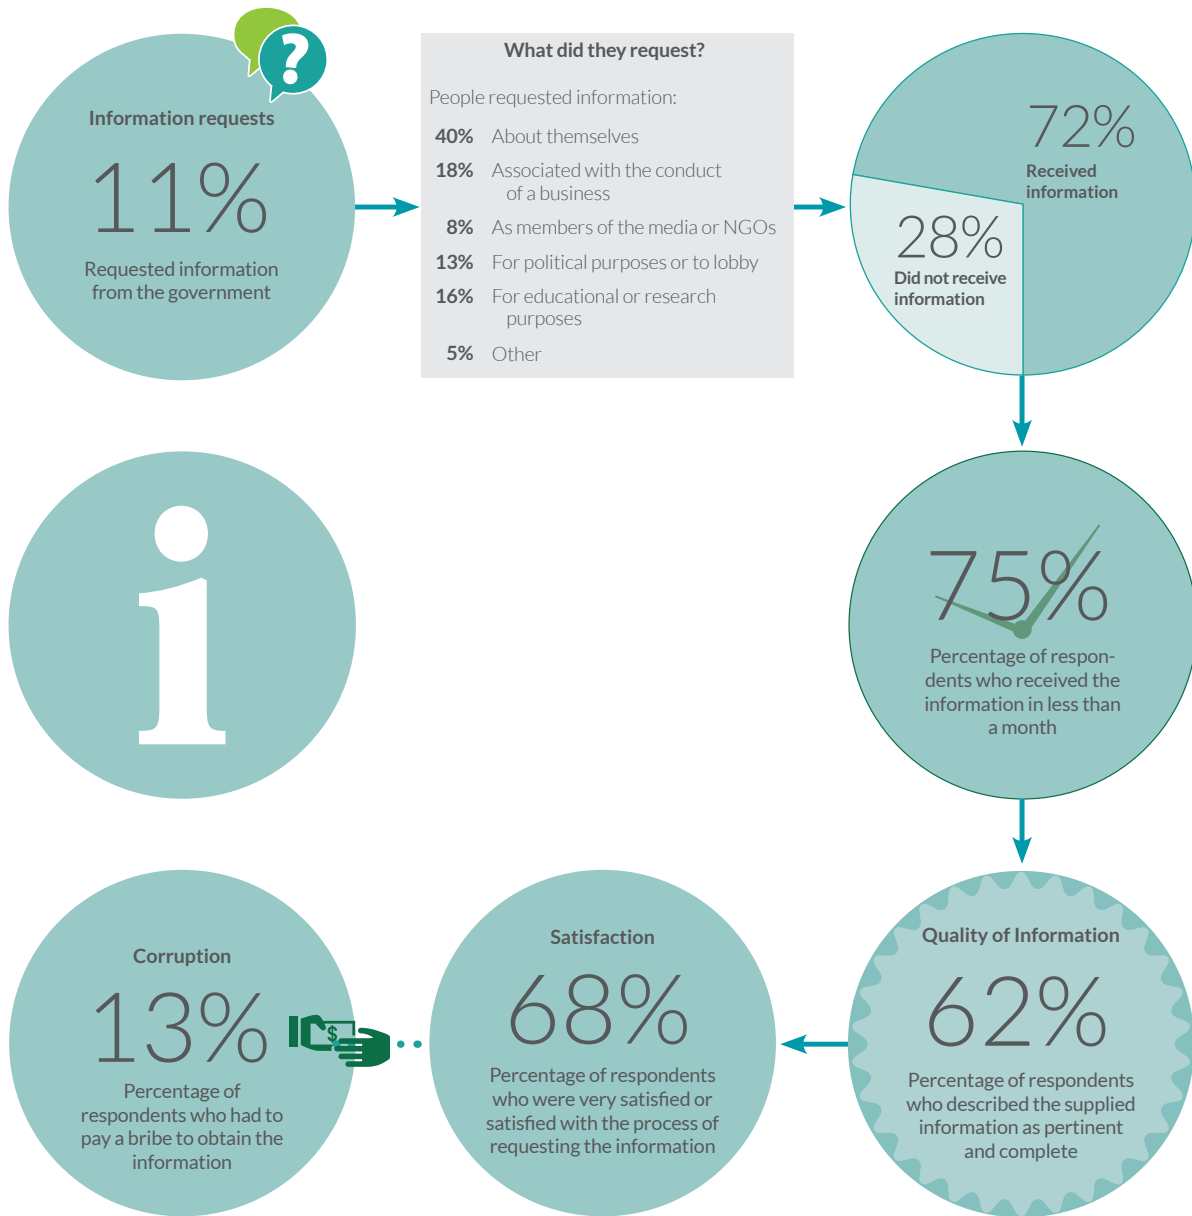 ?
Information requests
11%
Requested information
from the government
What did they request?
People requested information:
40% About themselves
18% Associated with the conduct
of a business
8% As members of the media or NGOs
13% For political purposes or to lobby
16% For educational or research
purposes
5% Other
72%
Received
information
28%
Did not receive
information
i
75%
Percentage of respon-
dents who received the
information in less than
a month
Quality of Information
62%
Percentage of respondents
who described the supplied
information as pertinent
and complete
Satisfaction
68%
Percentage of respondents
who were very satisfied or
satisfied with the process of
requesting the information
Corruption
13%
$
Percentage of
respondents who had to
pay a bribe to obtain the
information